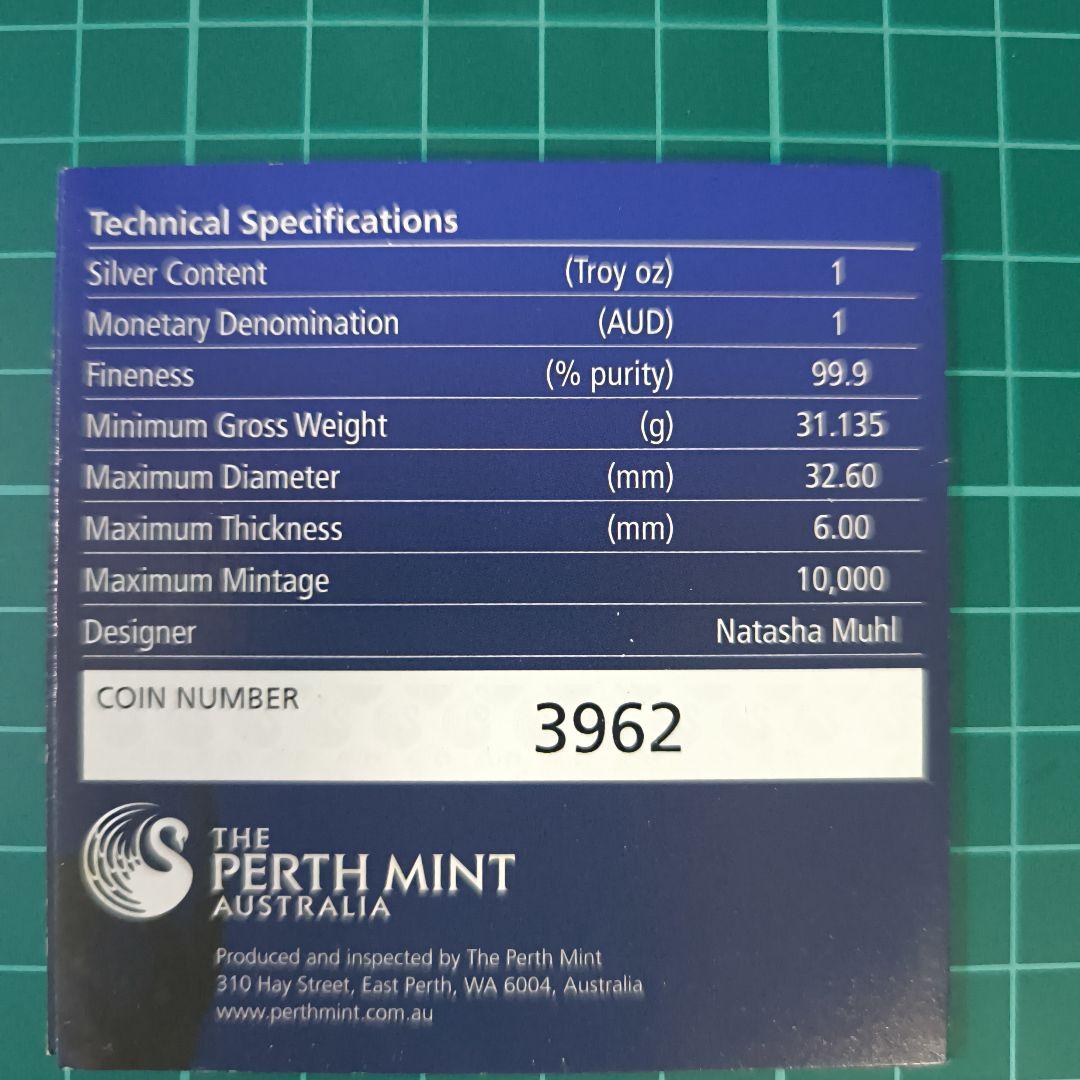 Technical Specifications
Silver Content (Troy oz) 1
Monetary Denomination (AUD) 1
Fineness (% purity) 99.9
Minimum Gross Weight (g) 31.135
Maximum Diameter (mm) 32.60
Maximum Thickness (mm) 6.00
Maximum Mintage 10,000
Designer Natasha Muhl
COIN NUMBER 3962
THE
PERTH MINT
AUSTRALIA
Produced and inspected by The Perth Mint
310 Hay Street, East Perth, WA 6004, Australia
www.perthmint.com.au